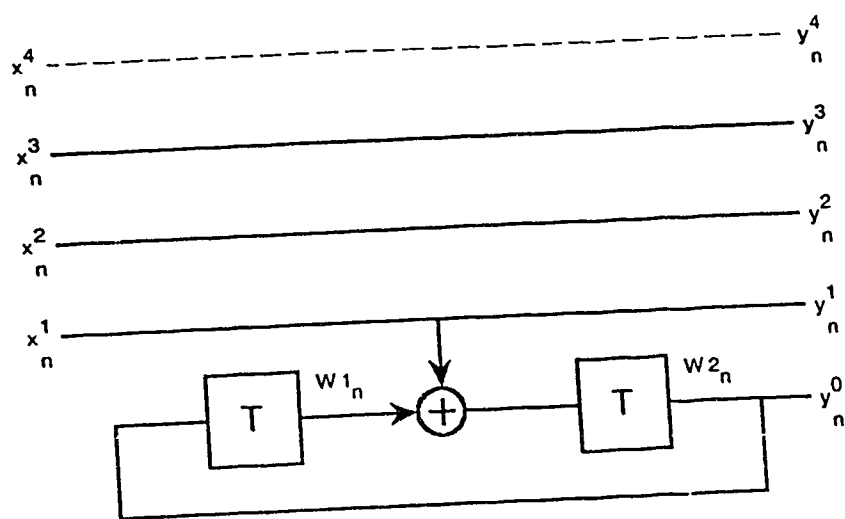 x⁴ₙ y⁴ₙ
x³ₙ y³ₙ
x²ₙ y²ₙ
x¹ₙ y¹ₙ
T W1ₙ + T W2ₙ y⁰ₙ